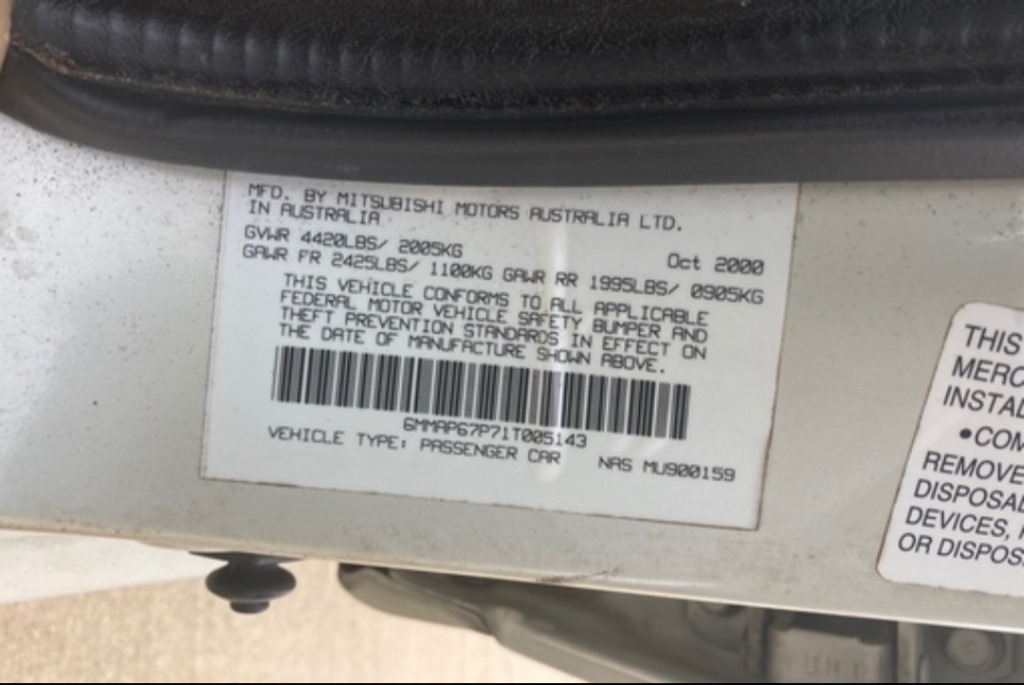 MFD. BY MITSUBISHI MOTORS AUSTRALIA LTD.
IN AUSTRALIA
Oct 2000
GVWR 4420LBS/ 2005KG
GAWR FR 2425LBS/ 1100KG GAWR RR 1995LBS/ 0905KG
THIS VEHICLE CONFORMS TO ALL APPLICABLE
FEDERAL MOTOR VEHICLE SAFETY BUMPER AND
THEFT PREVENTION STANDARDS IN EFFECT ON
THE DATE OF MANUFACTURE SHOWN ABOVE.
6MMAP67P71T005143
VEHICLE TYPE: PASSENGER CAR NAS MU900159
THIS
MERC
INSTAL
•COM
REMOVE
DISPOSA
DEVICES,
OR DISPOS